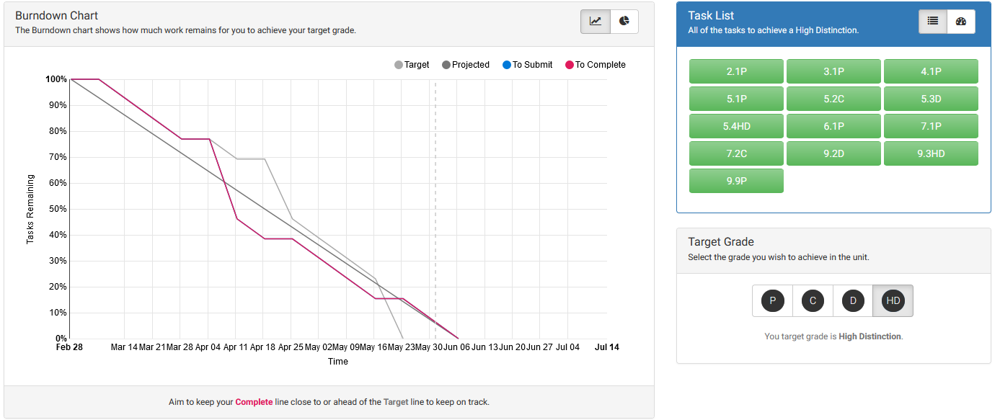 Burndown Chart
The Burndown chart shows how much work remains for you to achieve your target grade.
Target Projected To Submit To Complete
100%
90%
80%
70%
60%
50%
40%
30%
20%
10%
0%
Tasks Remaining
Feb 28 Mar 14 Mar 21 Mar 28 Apr 04 Apr 11 Apr 18 Apr 25 May 02 May 09 May 16 May 23 May 30 Jun 06 Jun 13 Jun 20 Jun 27 Jul 04 Jul 14
Time
Aim to keep your Complete line close to or ahead of the Target line to keep on track.
Task List
All of the tasks to achieve a High Distinction.
2.1P 3.1P 4.1P
5.1P 5.2C 5.3D
5.4HD 6.1P 7.1P
7.2C 9.2D 9.3HD
9.9P
Target Grade
Select the grade you wish to achieve in the unit.
P C D HD
You target grade is High Distinction.